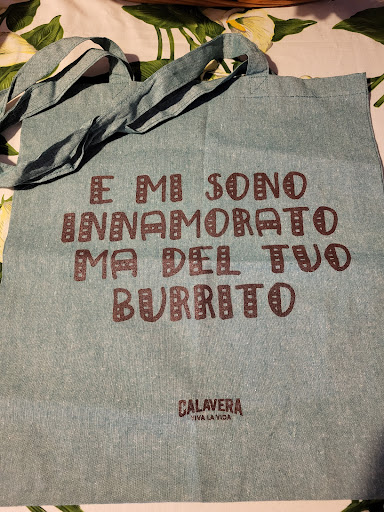 E MI SONO
INNAMORATO
MA DEL TUO
BURRITO
CALAVERA
VIVA LA VIDA